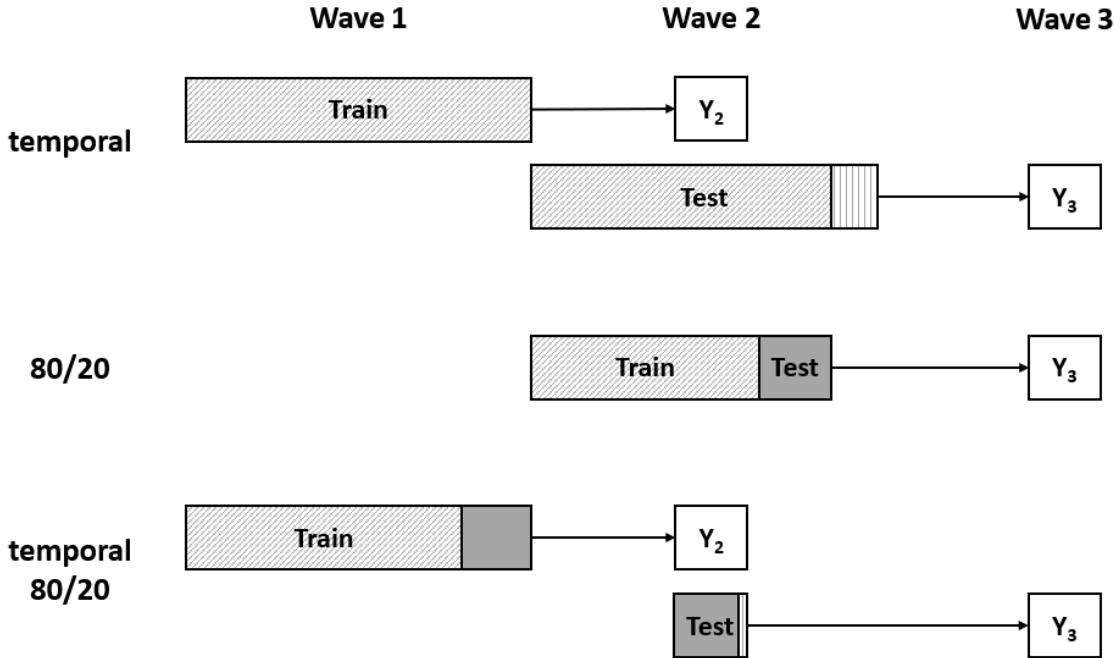 Wave 1 Wave 2 Wave 3
Train Y₂
temporal
Test Y₃
80/20 Train Test Y₃
Train Y₂
temporal
80/20
Test Y₃